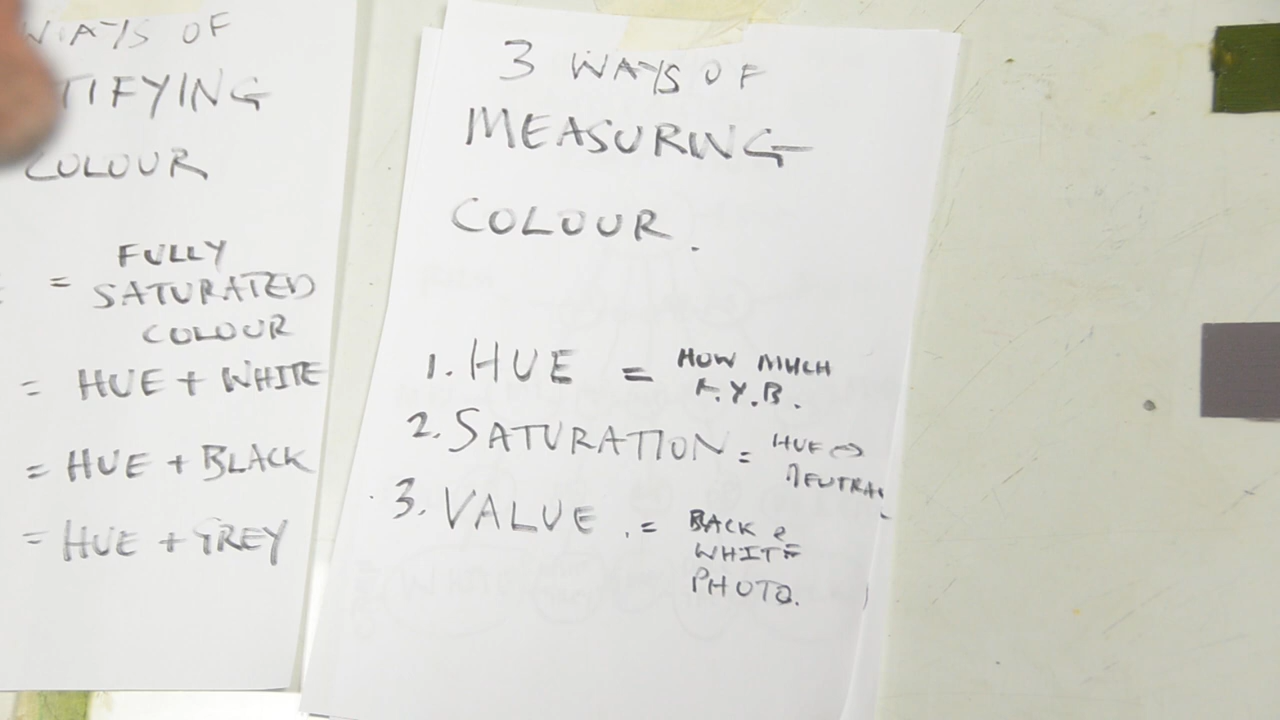 WAYS OF
TIFYING
COLOUR
= FULLY
SATURATED
COLOUR
= HUE + WHITE
= HUE + BLACK
= HUE + GREY
3 WAYS OF
MEASURING
COLOUR.
1. HUE = HOW MUCH
R.Y.B.
2. SATURATION = HUE ⇔
NEUTRAL
3. VALUE . = BACK &
WHITE
PHOTO.